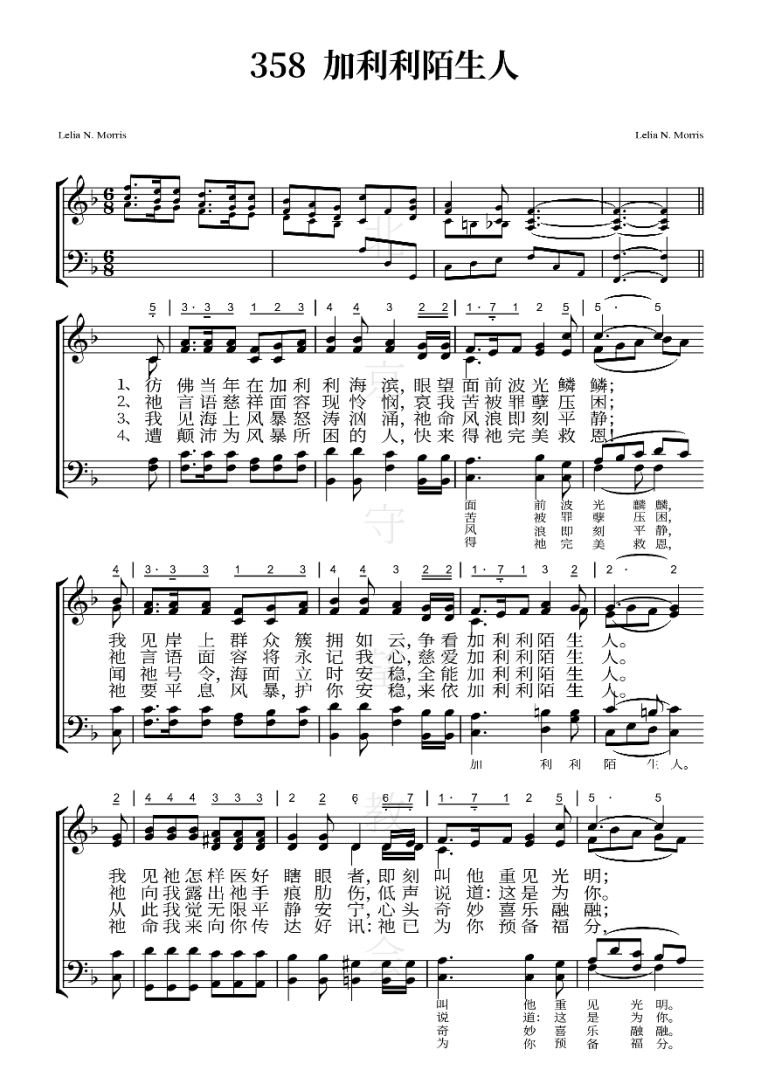 358 加利利陌生人
Lelia N. Morris Lelia N. Morris
5 3· 3 3 1 2 3 4 4 3 2 2 1· 7 1 2 5 5· 5
1、彷佛当年在加利利海滨,眼望面前波光鳞鳞;
2、祂言语慈祥面容现怜悯,哀我苦被罪孽压困;
3、我见海上风暴怒涛汹涌,祂命风浪即刻平静;
4、遭颠沛为风暴所困的人,快来得祂完美救恩!
面前波光麟麟,
苦被罪孽压困,
风浪即刻平静,
得祂完美救恩,
4 3· 3 3 1 2 3 4 4 3 2 2 1· 7 1 3 2 2· 2
我见岸上群众簇拥如云,争看加利利陌生人。
祂言语面容将永记我心,慈爱加利利陌生人。
闻祂号令,海面立时安稳,全能加利利陌生人。
祂要平息风暴,护你安稳,来依加利利陌生人。
加利利陌生人。
2 4 4 4 3 3 3 2 2 6 6 7 1· 7 1 2 5· 5
我见祂怎样医好瞎眼者,即刻叫他重见光明;
祂向我露出祂手痕肋伤,低声说道:这是为你。
从此我觉无限平静安宁,心头奇妙喜乐融融;
祂命我来向你传达好讯:祂已为你预备福分,
叫他重见光明。
说道:这是为你。
奇妙喜乐融融。
为你预备福分。